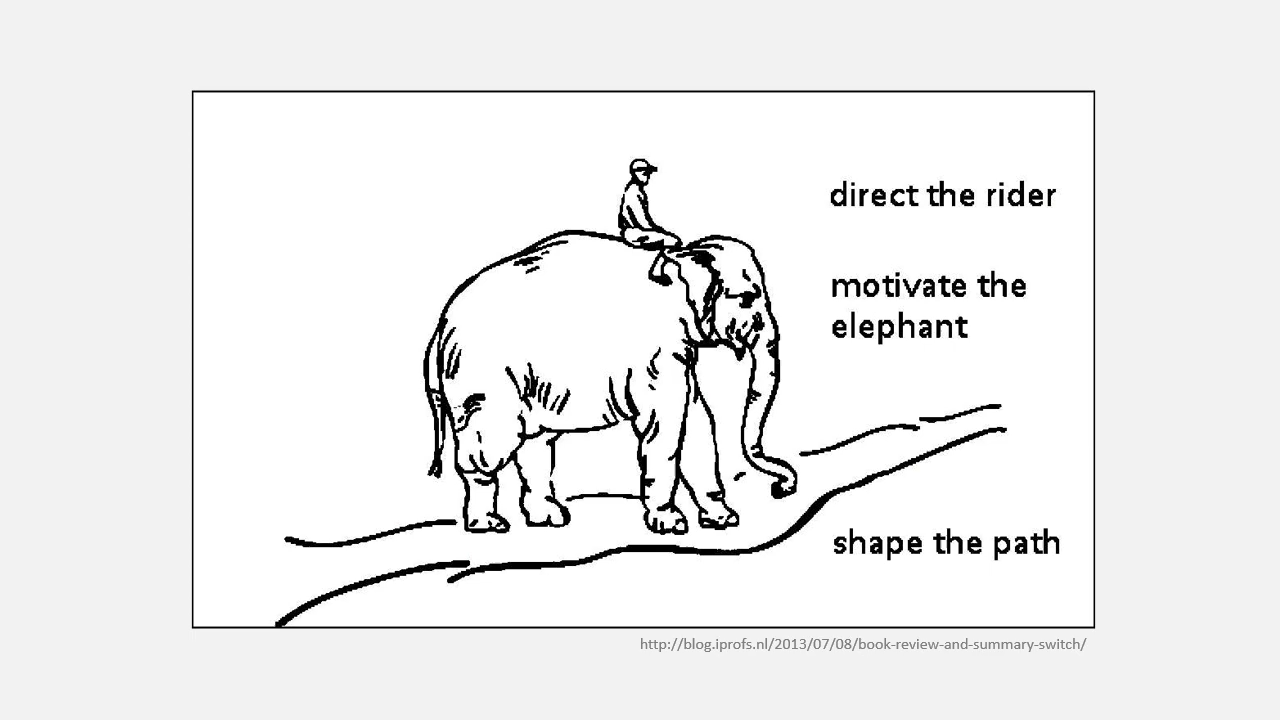 direct the rider
motivate the
elephant
shape the path
http://blog.iprofs.nl/2013/07/08/book-review-and-summary-switch/